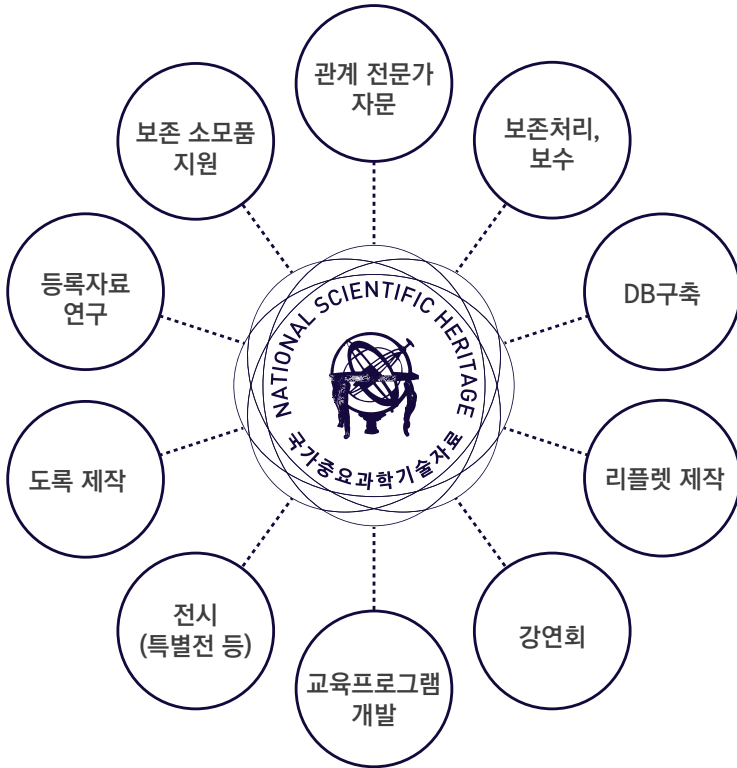 관계 전문가
자문
보존처리,
보수
DB구축
리플렛 제작
강연회
교육프로그램
개발
전시
(특별전 등)
도록 제작
등록자료
연구
보존 소모품
지원
NATIONAL SCIENTIFIC HERITAGE
국가중요과학기술자료